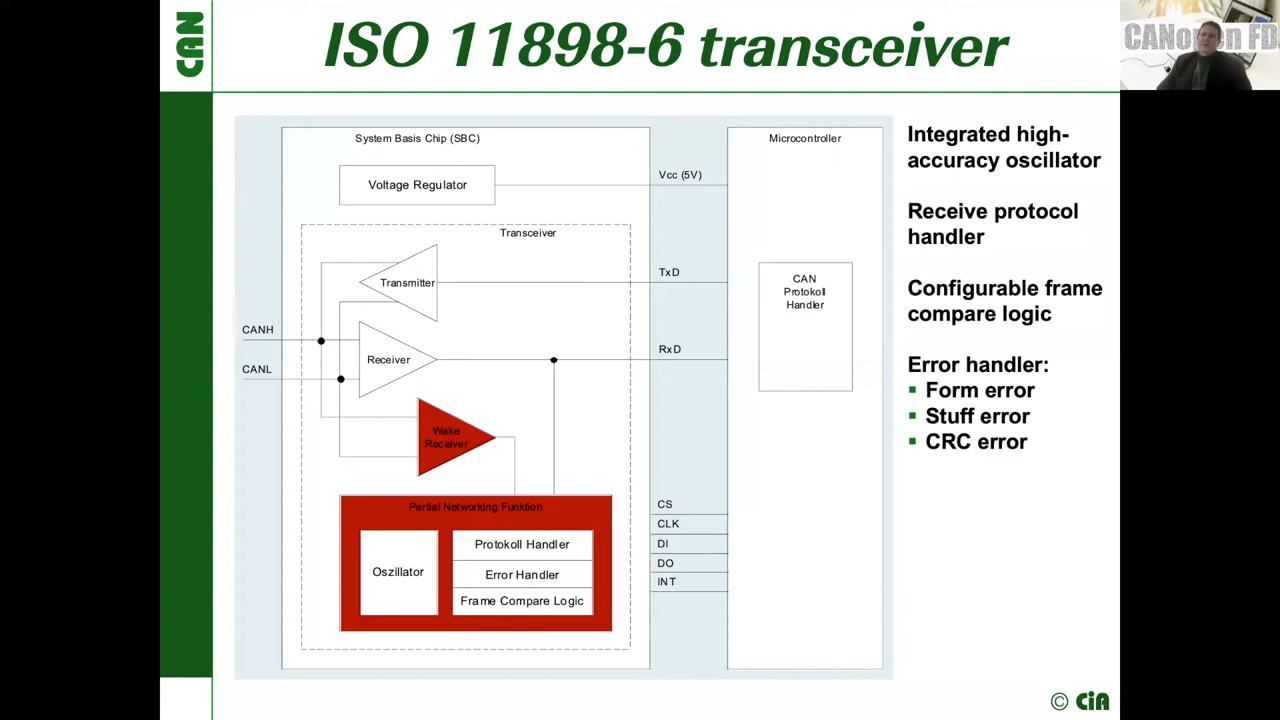 CAN
ISO 11898-6 transceiver
CANopen FD
System Basis Chip (SBC)
Voltage Regulator
Vcc (5V)
Microcontroller
Transceiver
Transmitter
TxD
CAN
Protokoll
Handler
CANH
CANL
Receiver
RxD
Wake
Receiver
Partial Networking Funktion
Oszillator
Protokoll Handler
Error Handler
Frame Compare Logic
CS
CLK
DI
DO
INT
Integrated high-
accuracy oscillator
Receive protocol
handler
Configurable frame
compare logic
Error handler:
▪ Form error
▪ Stuff error
▪ CRC error
© CiA